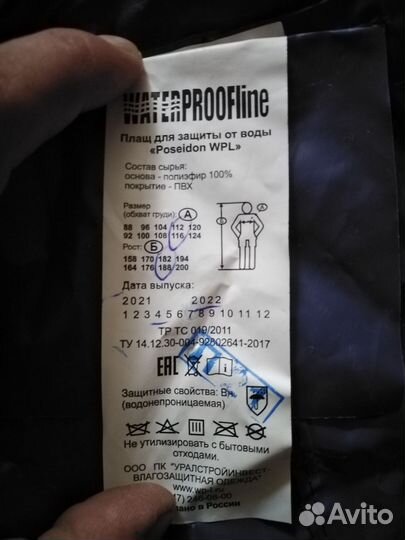 WATERPROOFline
Плащ для защиты от воды
«Poseidon WPL»
Состав сырья:
основа - полиэфир 100%
покрытие - ПВХ
Размер
(обхват груди): А
88 96 104 112 120
92 100 108 116 124
Рост: Б
158 170 182 194
164 176 188 200
А
Б
Дата выпуска:
2021 2022
1 2 3 4 5 6 7 8 9 10 11 12
ТР ТС 019/2011
ТУ 14.12.30-004-92802641-2017
EAC
Защитные свойства: Вн
(водонепроницаемая)
Не утилизировать с бытовыми
отходами.
ООО ПК "УРАЛСТРОЙИНВЕСТ-
ВЛАГОЗАЩИТНАЯ ОДЕЖДА"
в России
Avito